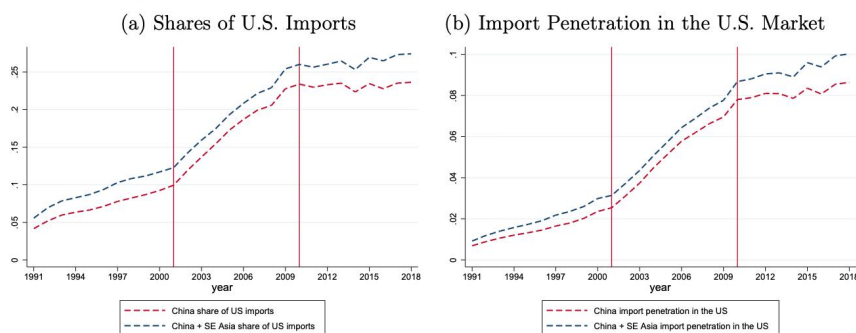 (a) Shares of U.S. Imports
.25
.2
.15
.1
.05
0
1991 1994 1997 2000 2003 2006 2009 2012 2015 2018
year
China share of US imports
China + SE Asia share of US imports
(b) Import Penetration in the U.S. Market
.1
.08
.06
.04
.02
0
1991 1994 1997 2000 2003 2006 2009 2012 2015 2018
year
China import penetration in the US
China + SE Asia import penetration in the US